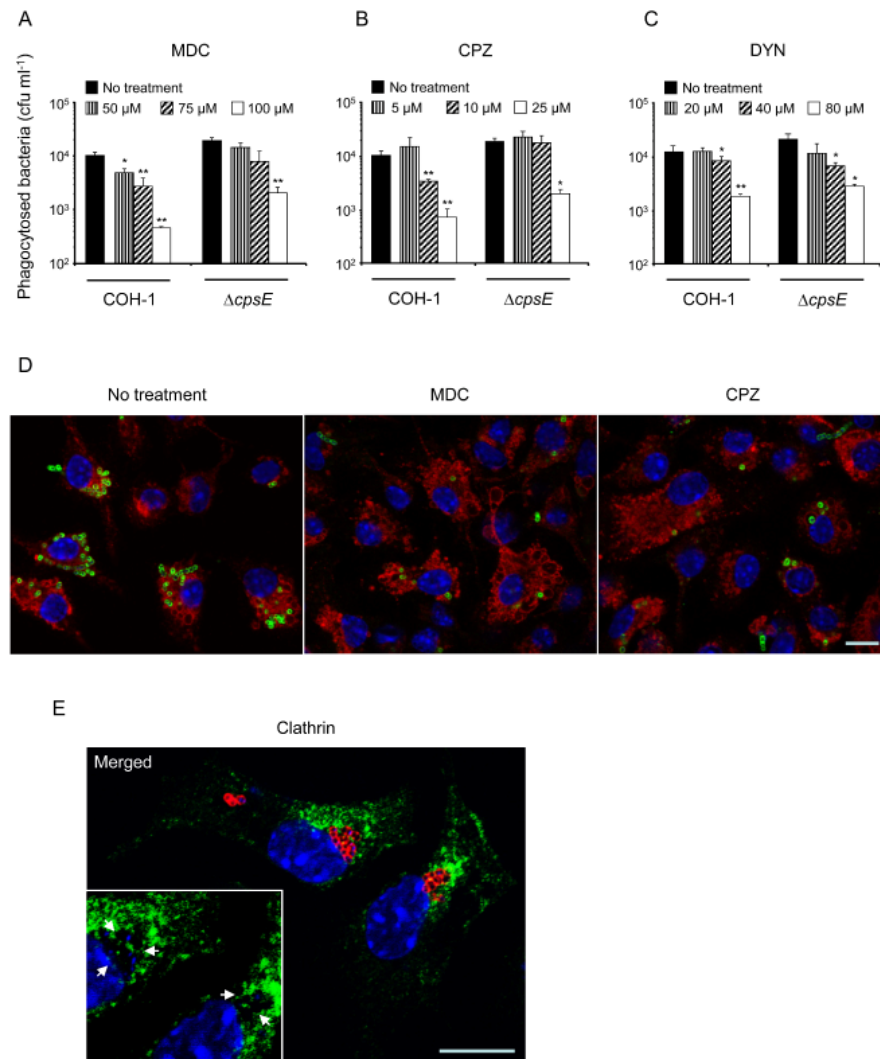 A
MDC
No treatment
50 µM 75 µM 100 µM
Phagocytosed bacteria (cfu ml⁻¹)
10⁵
10⁴
10³
10²
* ** **
**
COH-1 ΔcpsE
B
CPZ
No treatment
5 µM 10 µM 25 µM
10⁵
10⁴
10³
10²
** **
*
COH-1 ΔcpsE
C
DYN
No treatment
20 µM 40 µM 80 µM
10⁵
10⁴
10³
10²
* **
* *
COH-1 ΔcpsE
D
No treatment MDC CPZ
E
Clathrin
Merged